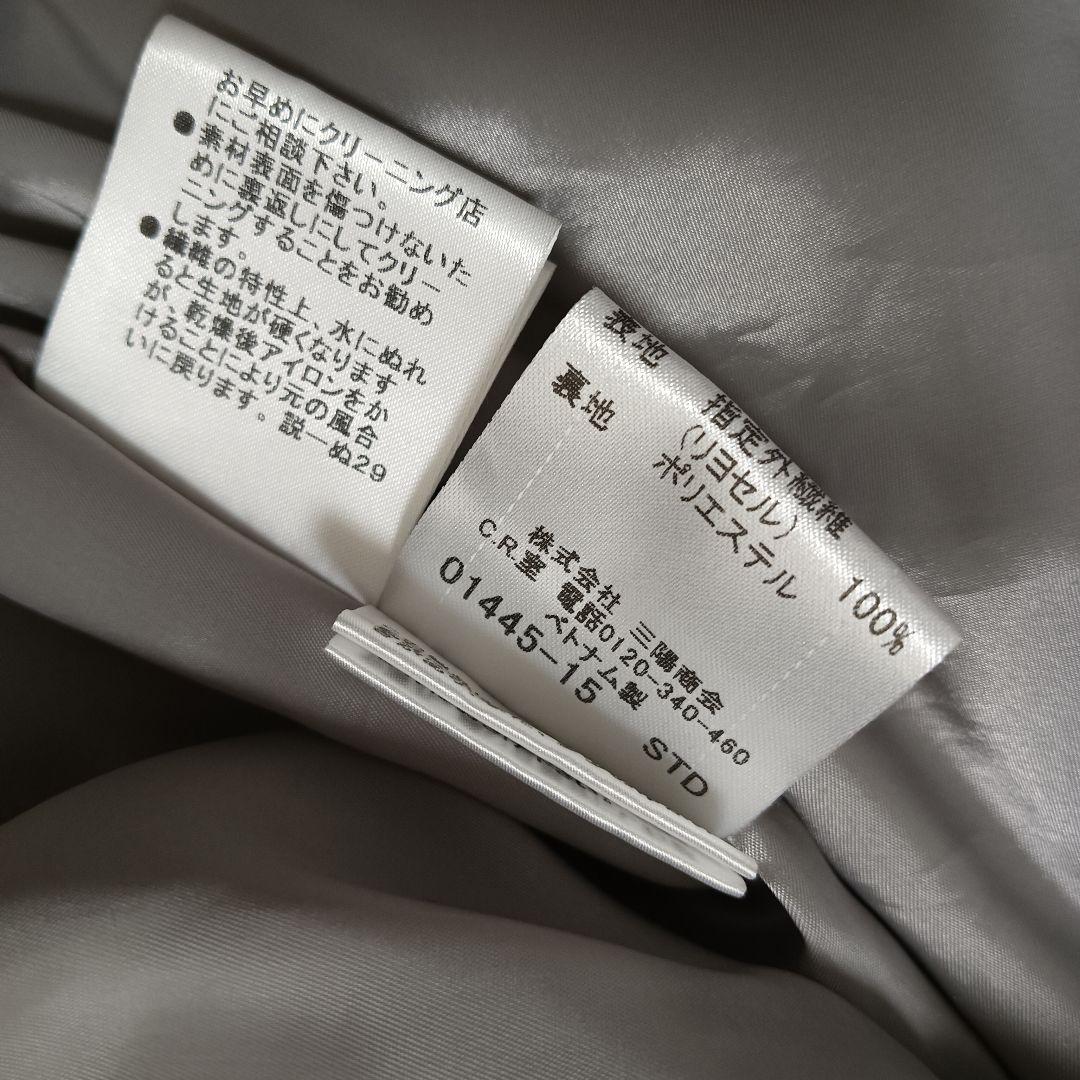 お早めにクリーニング店
にご相談下さい。
●素材表面を傷つけないた
めに裏返しにしてクリー
ニングすることをお勧め
します。
●繊維の特性上、水にぬれ
ると生地が硬くなります
が、乾燥後アイロンをか
けることにより元の風合
いに戻ります。説ーぬ29
表地 指定外繊維
(リヨセル) 100%
裏地 ポリエステル
株式会社 三陽商会
C.R.室 電話0120-340-460
ベトナム製
01445-15 STD